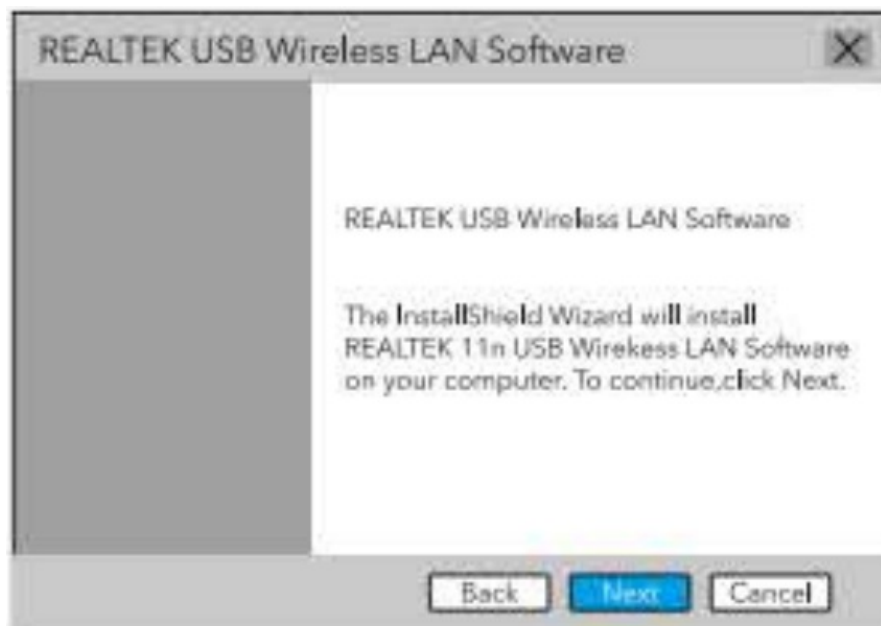 REALTEK USB Wireless LAN Software
REALTEK USB Wireless LAN Software
The InstallShield Wizard will install
REALTEK 11n USB Wirekess LAN Software
on your computer. To continue,click Next.
Back Next Cancel